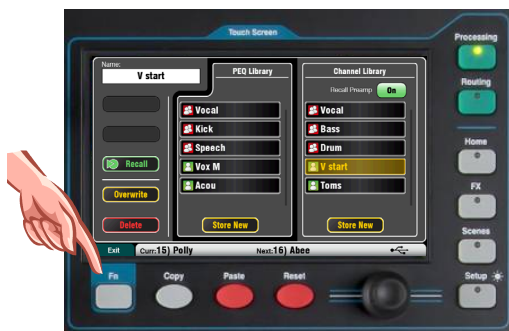 Touch Screen
Processing
Name:
V start
PEQ Library
Channel Library
Recall Preamp On
Routing
Vocal
Kick
Speech
Vox M
Acou
Vocal
Bass
Drum
V start
Toms
Home
Recall
Overwrite
Delete
Store New
Store New
FX
Scenes
Exit Curr:15) Polly Next:16) Abee
Fn
Copy
Paste
Reset
Setup